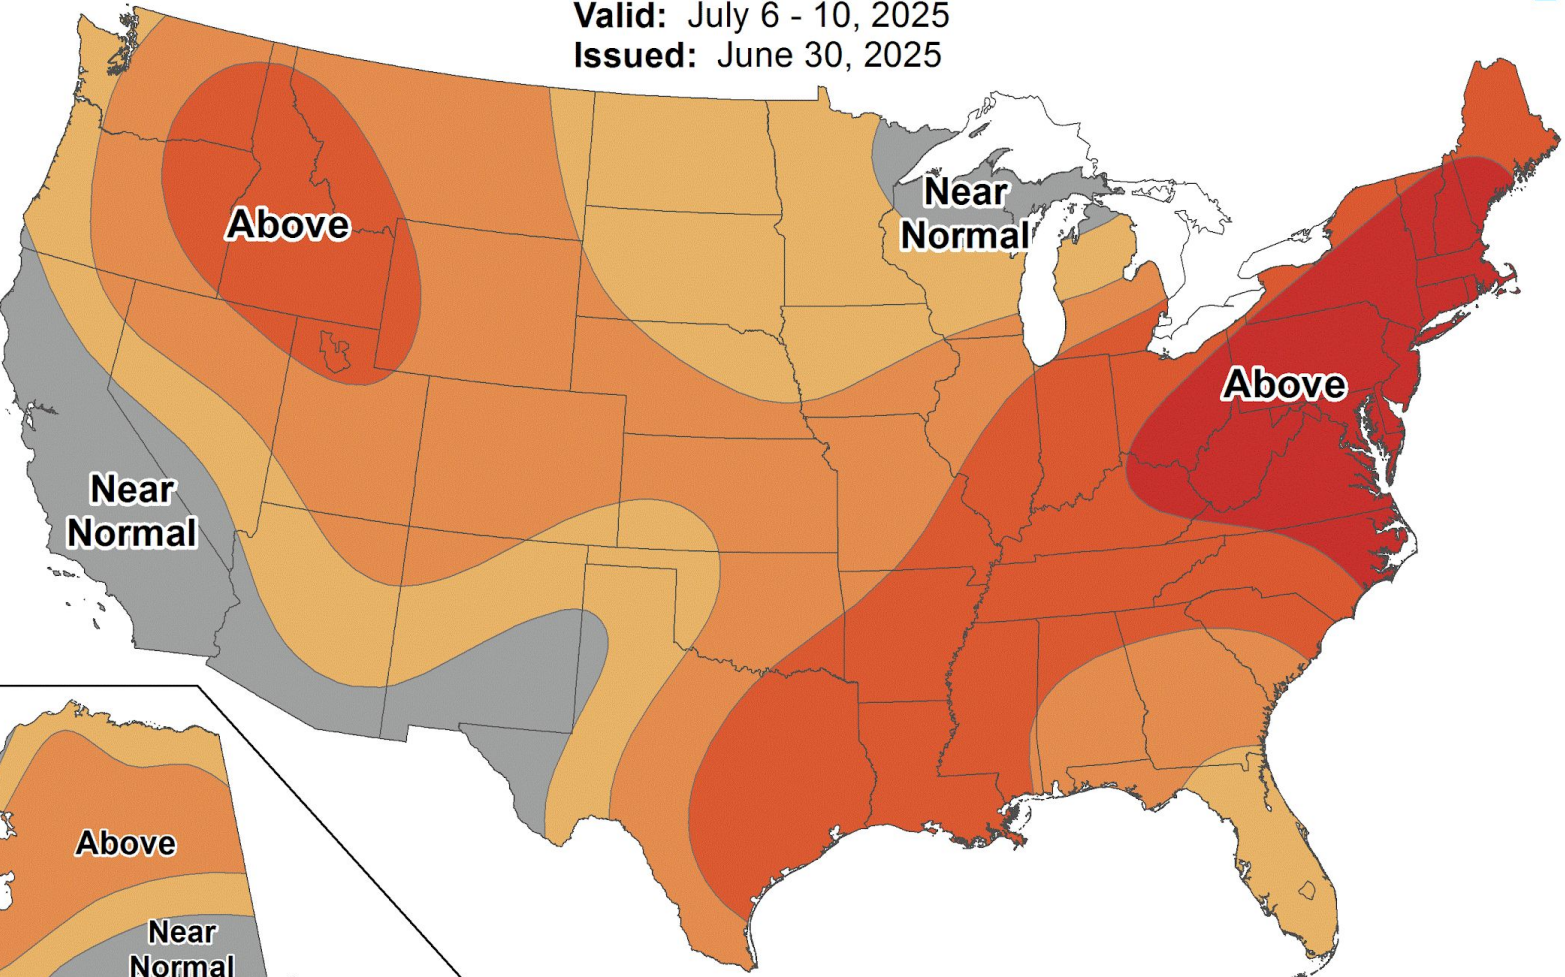 Valid: July 6 - 10, 2025
Issued: June 30, 2025
Near
Normal
Above
Above
Near
Normal
Above
Near
Normal